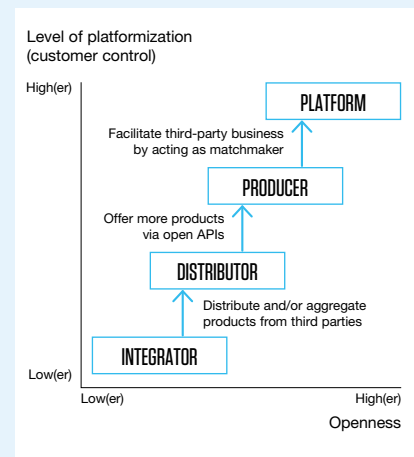 Level of platformization
(customer control)
High(er)
PLATFORM
Facilitate third-party business
by acting as matchmaker
PRODUCER
Offer more products
via open APIs
DISTRIBUTOR
Distribute and/or aggregate
products from third parties
INTEGRATOR
Low(er)
Low(er)
High(er)
Openness